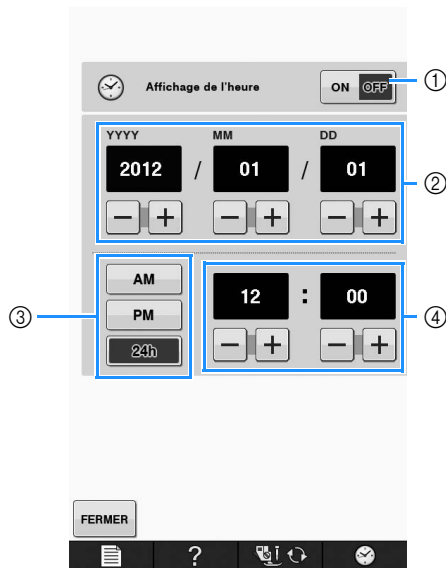 ①
Affichage de l'heure ON OFF
YYYY MM DD
2012 / 01 / 01
②
− + − + − +
AM
PM
24h
③
12 : 00
④
− + − +
FERMER
?